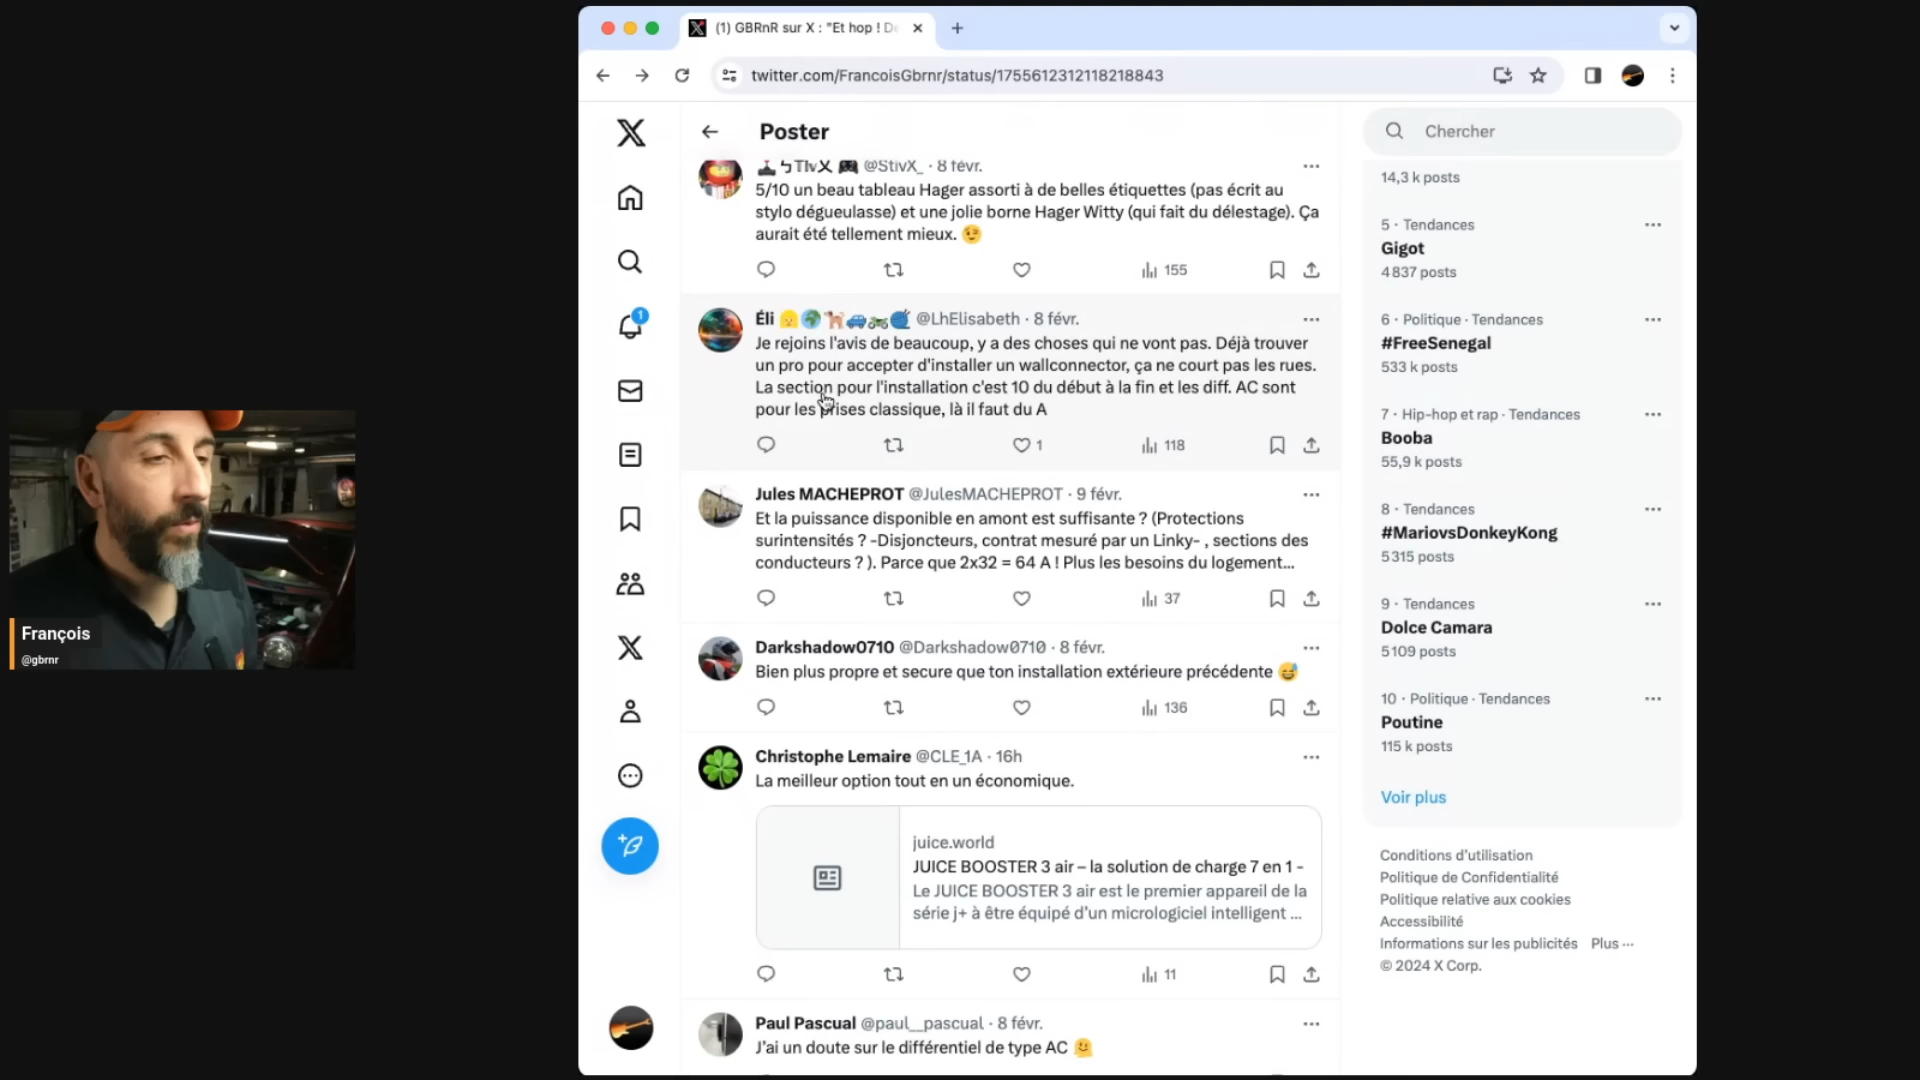 (1) GBRnR sur X : "Et hop ! De
twitter.com/FrancoisGbrnr/status/1755612312118218843
Poster
@StivX_ · 8 févr.
5/10 un beau tableau Hager assorti à de belles étiquettes (pas écrit au
stylo dégueulasse) et une jolie borne Hager Witty (qui fait du délestage). Ça
aurait été tellement mieux. 😉
155
Éli @LhElisabeth · 8 févr.
Je rejoins l'avis de beaucoup, y a des choses qui ne vont pas. Déjà trouver
un pro pour accepter d'installer un wallconnector, ça ne court pas les rues.
La section pour l'installation c'est 10 du début à la fin et les diff. AC sont
pour les prises classique, là il faut du A
1
118
Jules MACHEPROT @JulesMACHEPROT · 9 févr.
Et la puissance disponible en amont est suffisante ? (Protections
surintensités ? -Disjoncteurs, contrat mesuré par un Linky- , sections des
conducteurs ? ). Parce que 2x32 = 64 A ! Plus les besoins du logement...
37
Darkshadow0710 @Darkshadow0710 · 8 févr.
Bien plus propre et secure que ton installation extérieure précédente 😅
136
Christophe Lemaire @CLE_1A · 16h
La meilleur option tout en un économique.
juice.world
JUICE BOOSTER 3 air – la solution de charge 7 en 1 -
Le JUICE BOOSTER 3 air est le premier appareil de la
série j+ à être équipé d'un micrologiciel intelligent ...
11
Paul Pascual @paul__pascual · 8 févr.
J'ai un doute sur le différentiel de type AC 🙂
Chercher
14,3 k posts
5 · Tendances
Gigot
4 837 posts
6 · Politique · Tendances
#FreeSenegal
533 k posts
7 · Hip-hop et rap · Tendances
Booba
55,9 k posts
8 · Tendances
#MariovsDonkeyKong
5 315 posts
9 · Tendances
Dolce Camara
5 109 posts
10 · Politique · Tendances
Poutine
115 k posts
Voir plus
Conditions d'utilisation
Politique de Confidentialité
Politique relative aux cookies
Accessibilité
Informations sur les publicités Plus ···
© 2024 X Corp.
1
François
@gbrnr